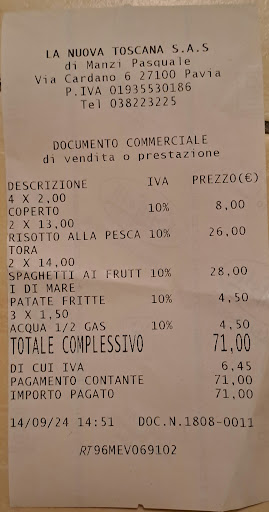 LA NUOVA TOSCANA S.A.S
di Manzi Pasquale
Via Cardano 6 27100 Pavia
P.IVA 01935530186
Tel 038223225
DOCUMENTO COMMERCIALE
di vendita o prestazione
DESCRIZIONE IVA PREZZO(€)
4 X 2,00
COPERTO 10% 8,00
2 X 13,00
RISOTTO ALLA PESCA 10% 26,00
TORA
2 X 14,00
SPAGHETTI AI FRUTT 10% 28,00
I DI MARE
PATATE FRITTE 10% 4,50
3 X 1,50
ACQUA 1/2 GAS 10% 4,50
TOTALE COMPLESSIVO 71,00
DI CUI IVA 6,45
PAGAMENTO CONTANTE 71,00
IMPORTO PAGATO 71,00
14/09/24 14:51 DOC.N.1808-0011
RT96MEV069102